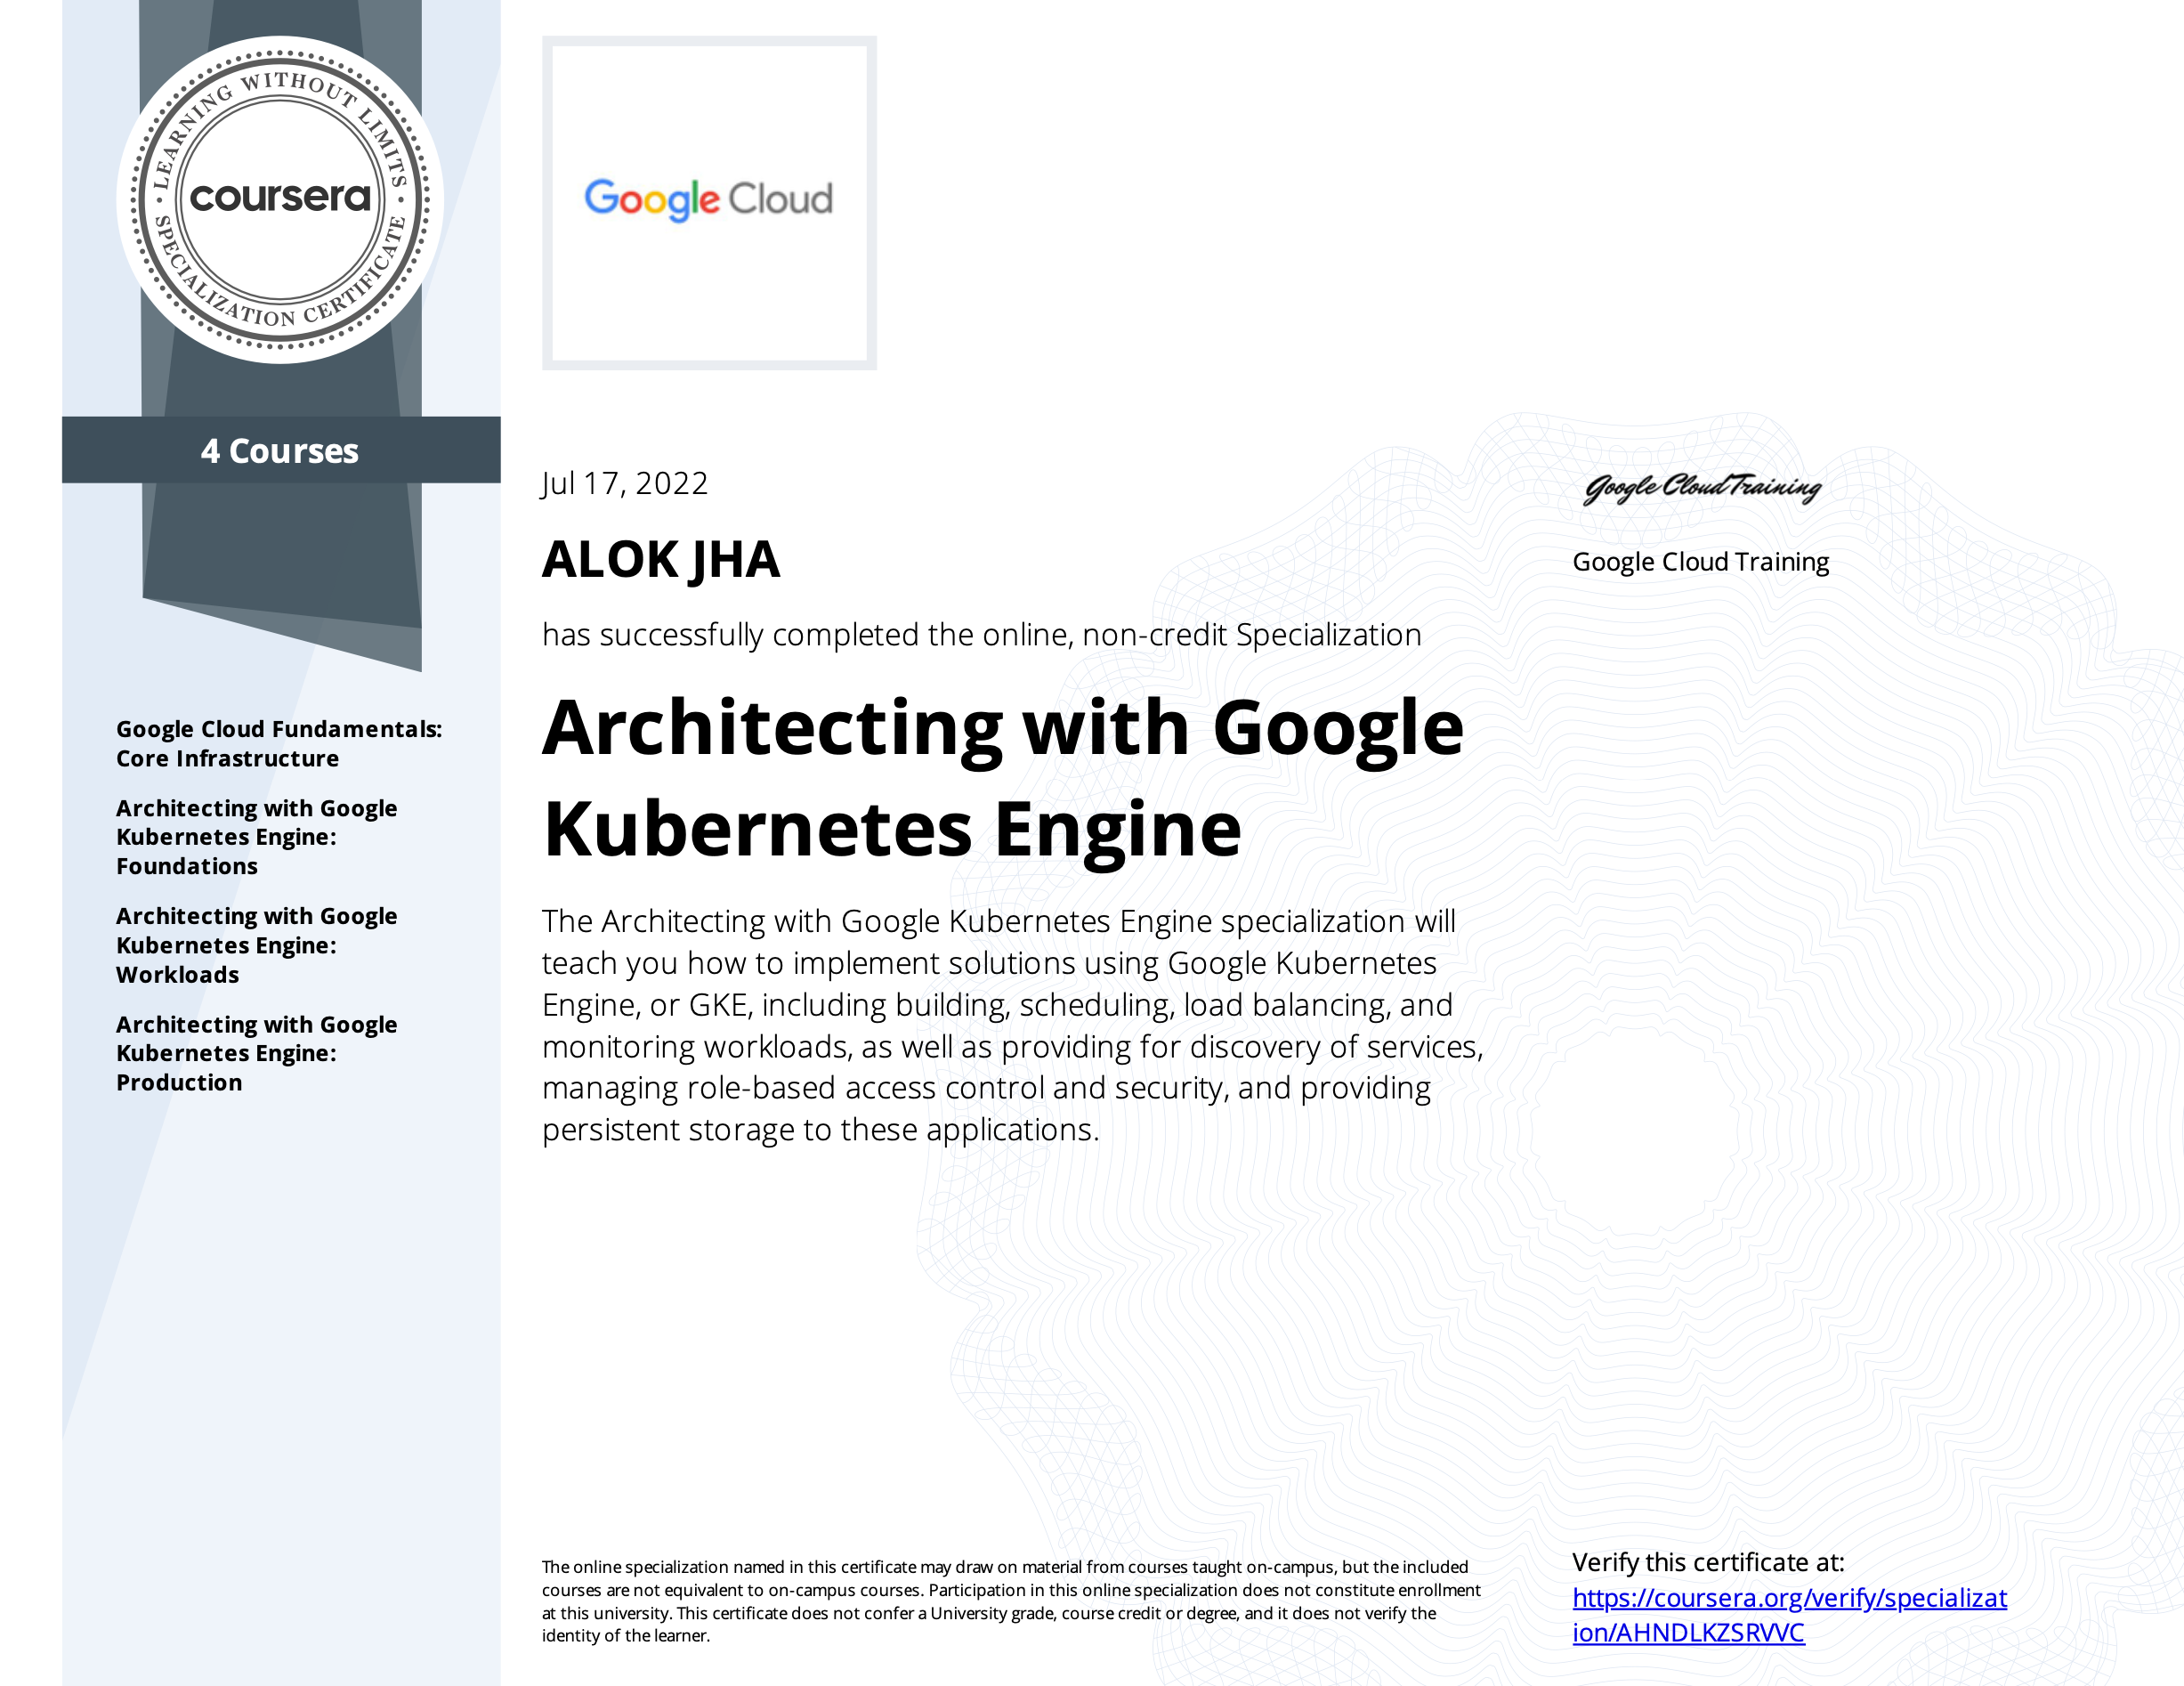 LEARNING WITHOUT LIMITS
coursera
SPECIALIZATION CERTIFICATE
4 Courses
Google Cloud Fundamentals:
Core Infrastructure
Architecting with Google
Kubernetes Engine:
Foundations
Architecting with Google
Kubernetes Engine:
Workloads
Architecting with Google
Kubernetes Engine:
Production
Google Cloud
Jul 17, 2022
ALOK JHA
has successfully completed the online, non-credit Specialization
Architecting with Google
Kubernetes Engine
The Architecting with Google Kubernetes Engine specialization will
teach you how to implement solutions using Google Kubernetes
Engine, or GKE, including building, scheduling, load balancing, and
monitoring workloads, as well as providing for discovery of services,
managing role-based access control and security, and providing
persistent storage to these applications.
Google Cloud Training
Google Cloud Training
The online specialization named in this certificate may draw on material from courses taught on-campus, but the included
courses are not equivalent to on-campus courses. Participation in this online specialization does not constitute enrollment
at this university. This certificate does not confer a University grade, course credit or degree, and it does not verify the
identity of the learner.
Verify this certificate at:
https://coursera.org/verify/specializat
ion/AHNDLKZSRVVC